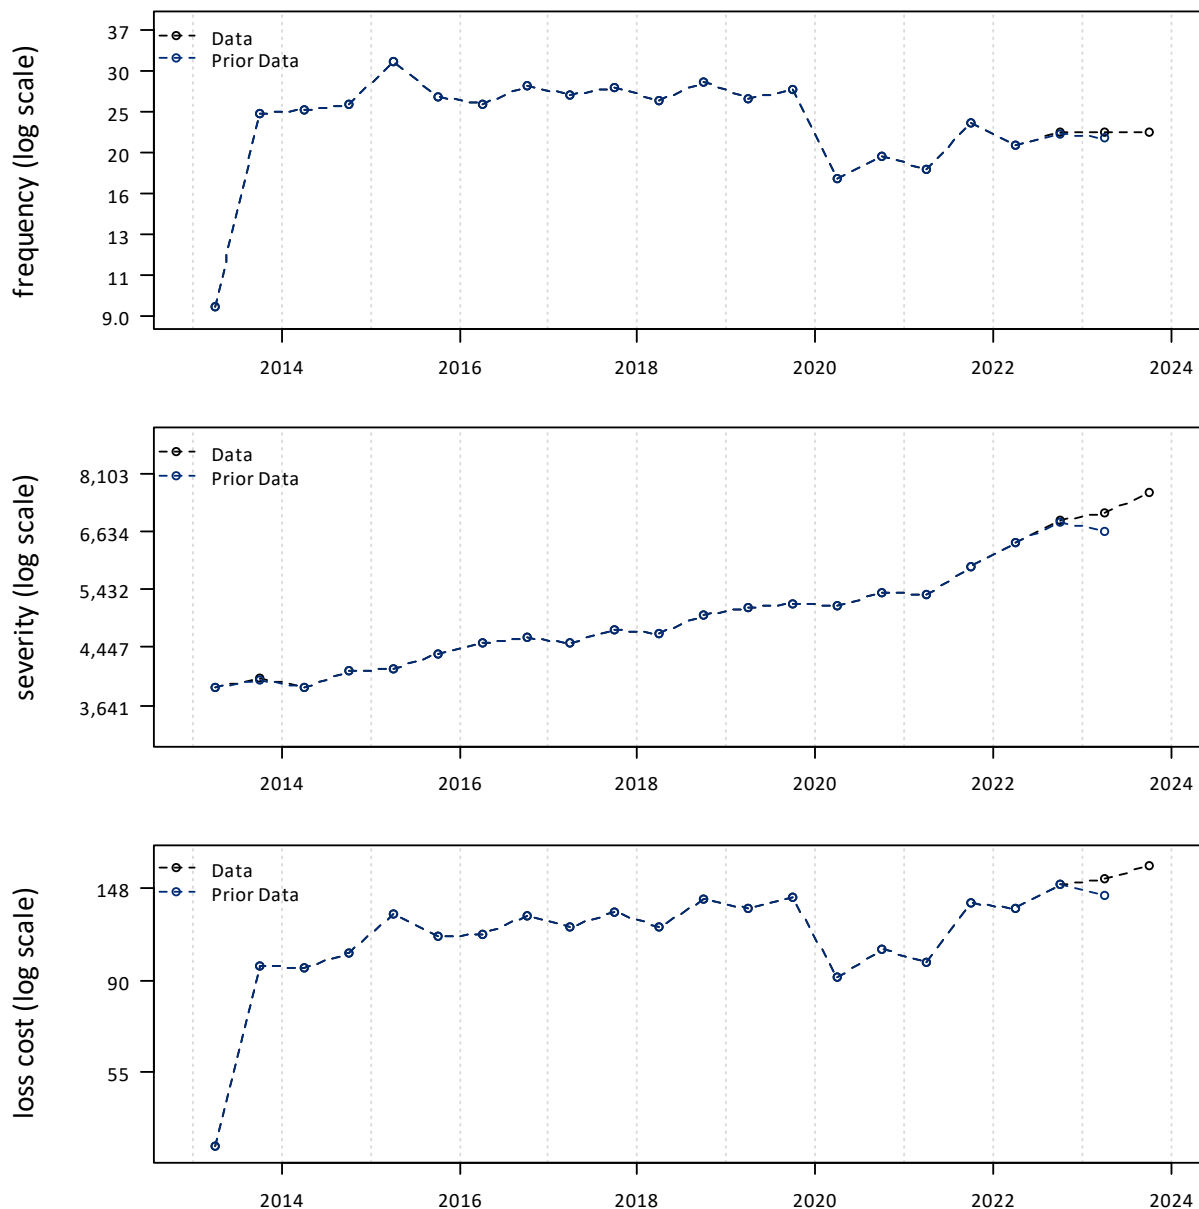 frequency (log scale)
37
30
25
20
16
13
11
9.0
Data
Prior Data
2014 2016 2018 2020 2022 2024
severity (log scale)
8,103
6,634
5,432
4,447
3,641
Data
Prior Data
2014 2016 2018 2020 2022 2024
loss cost (log scale)
148
90
55
Data
Prior Data
2014 2016 2018 2020 2022 2024